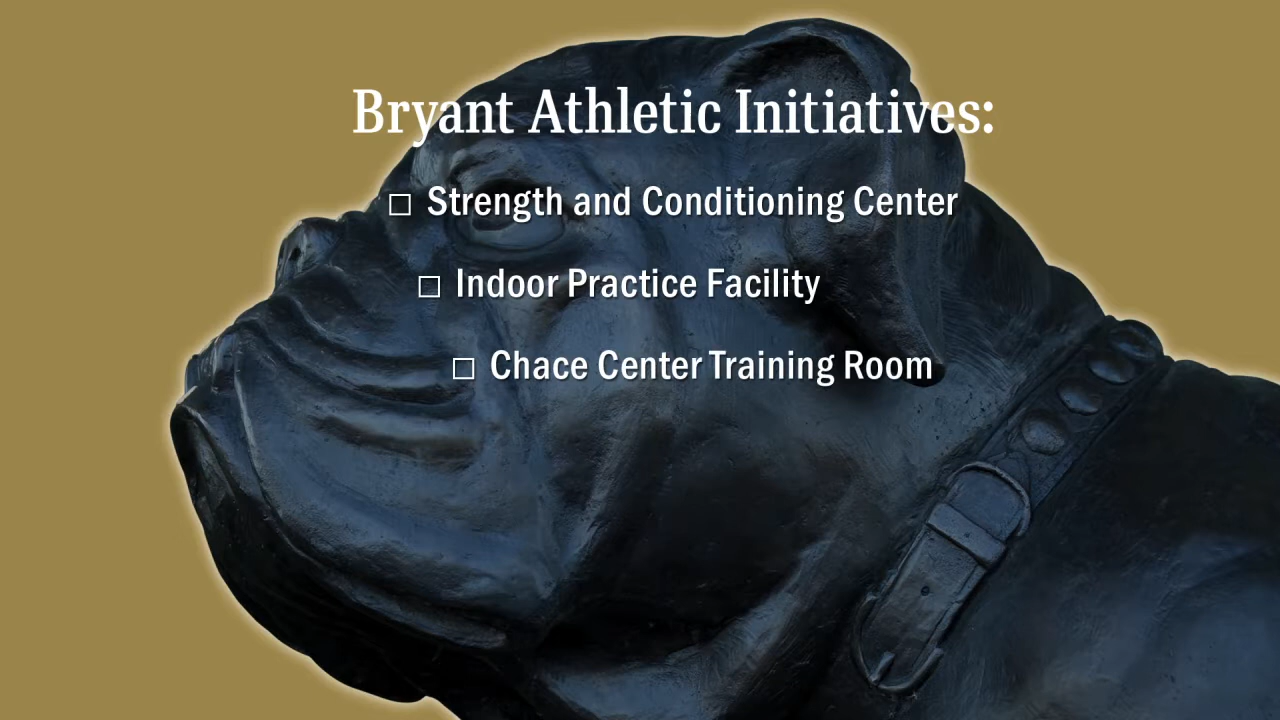 Bryant Athletic Initiatives:
□ Strength and Conditioning Center
□ Indoor Practice Facility
□ Chace Center Training Room